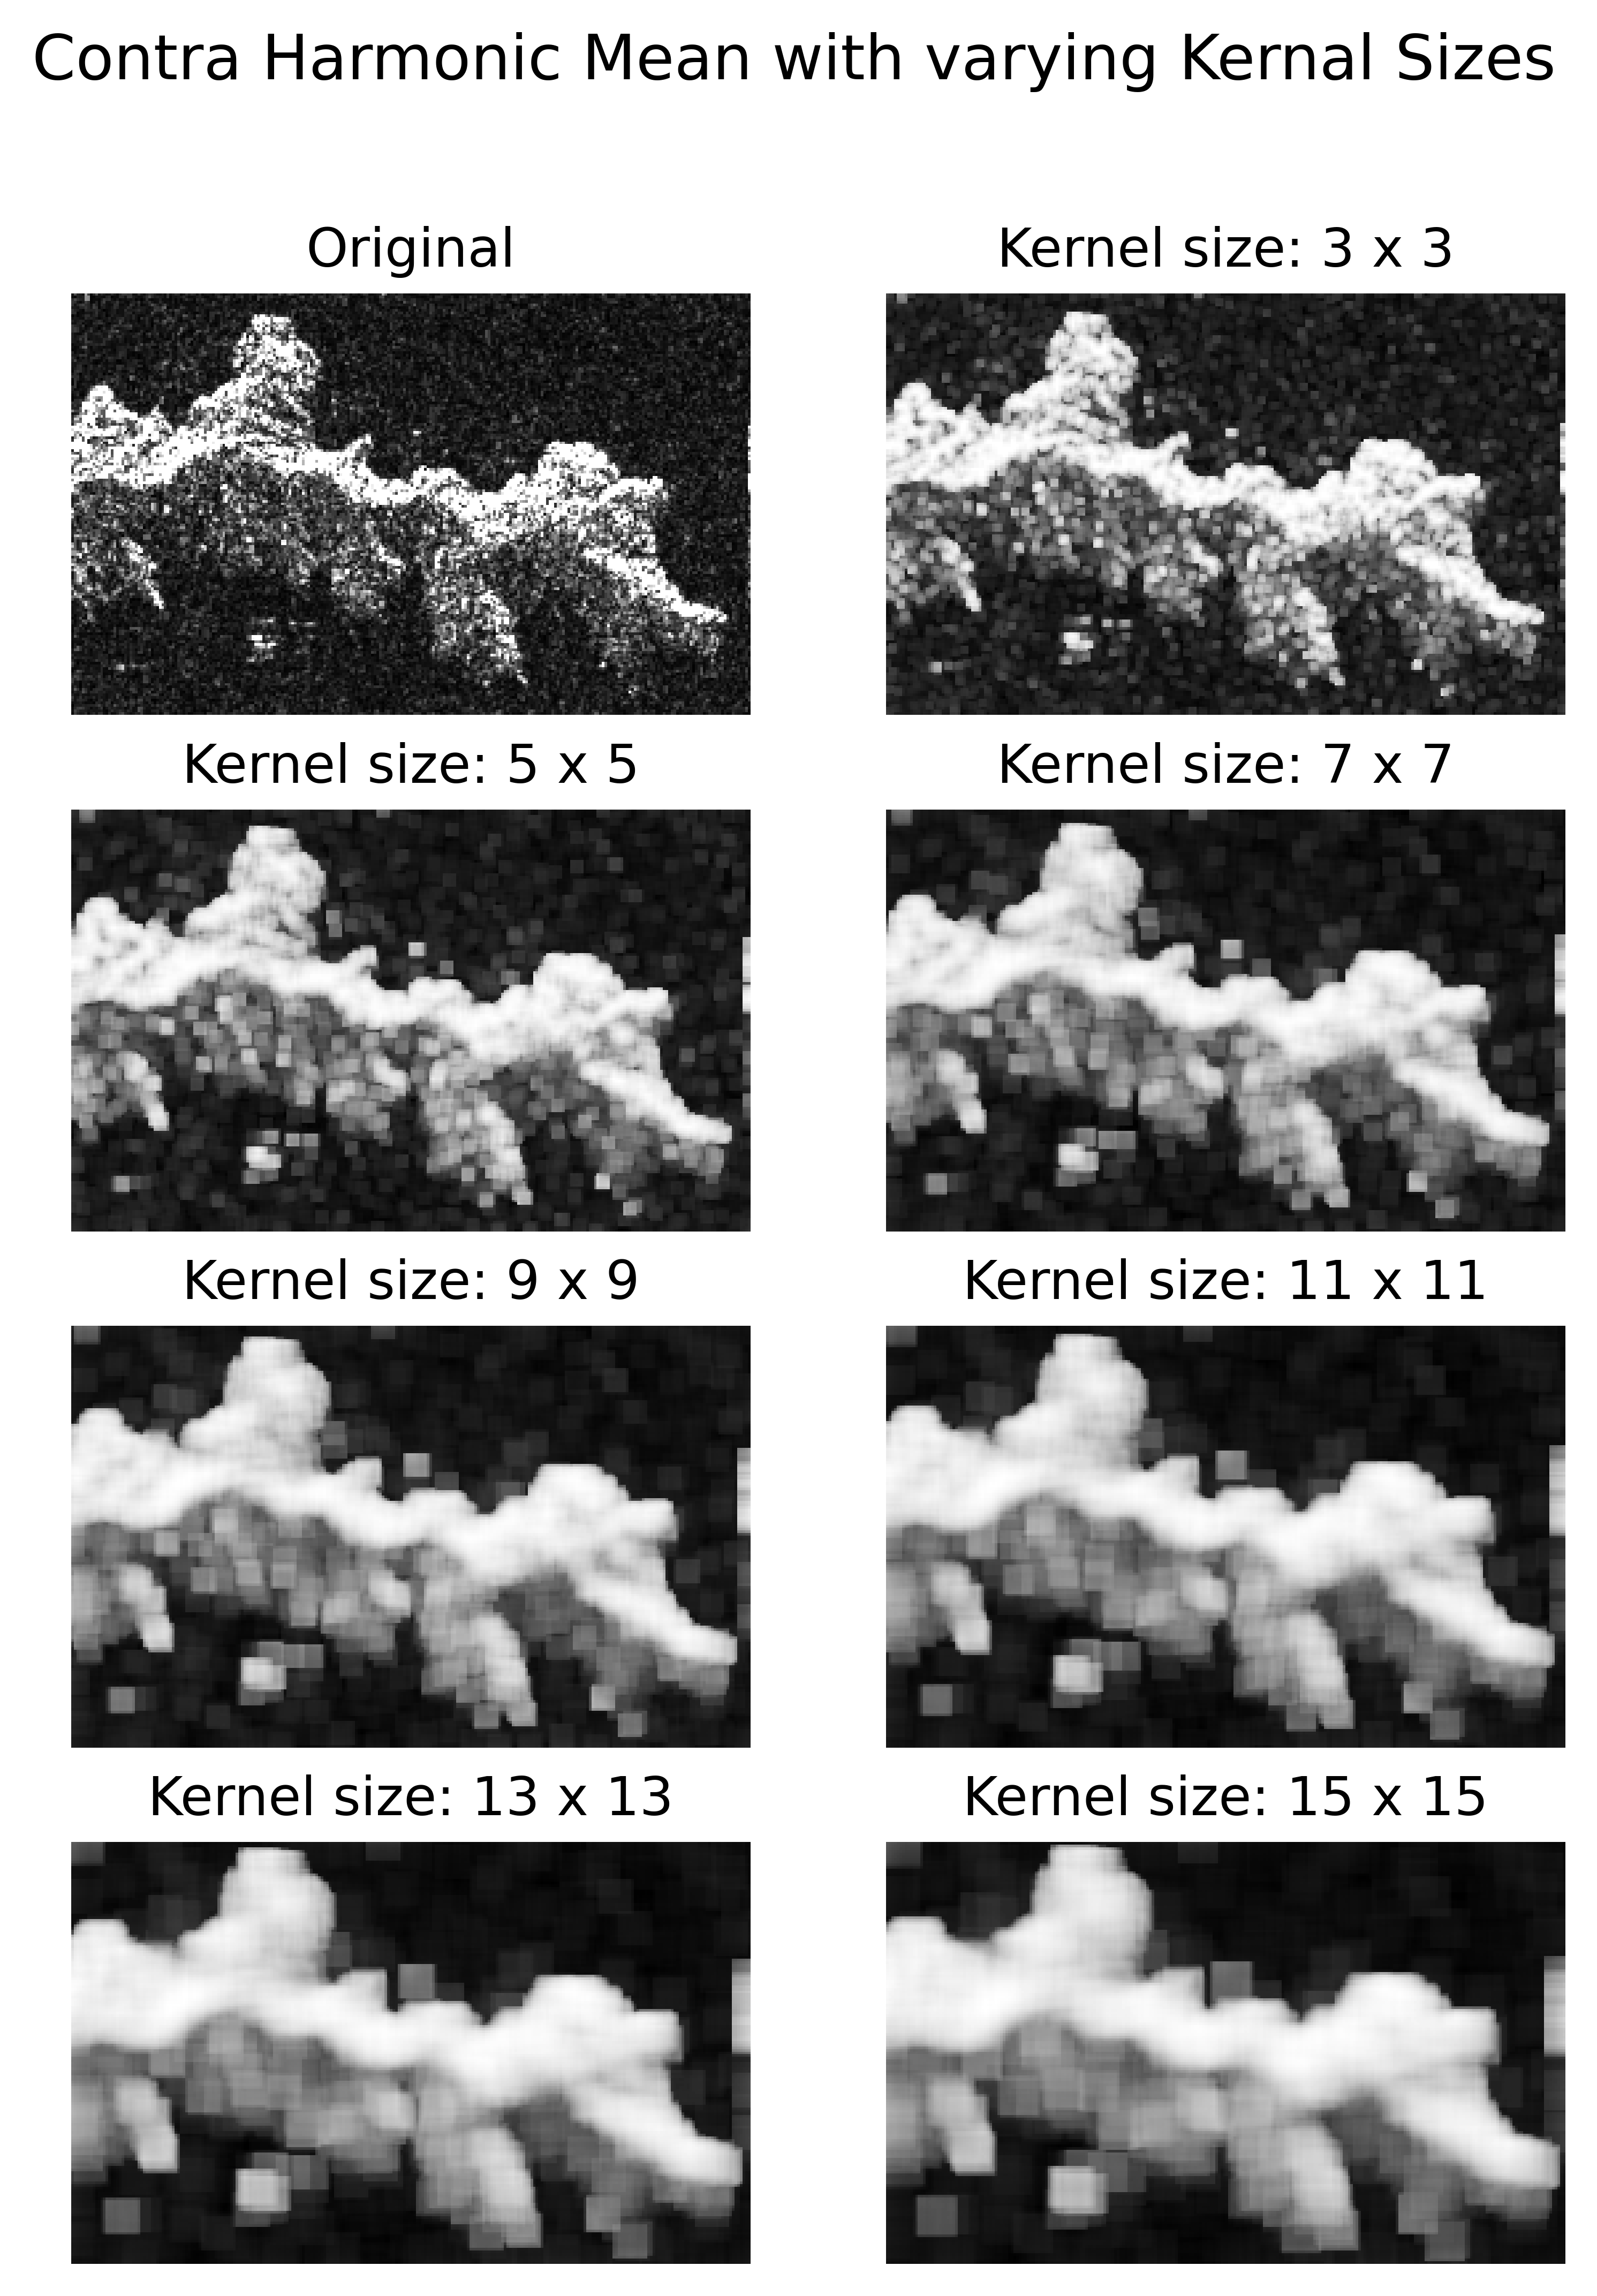 Contra Harmonic Mean with varying Kernal Sizes
Original
Kernel size: 3 x 3
Kernel size: 5 x 5
Kernel size: 7 x 7
Kernel size: 9 x 9
Kernel size: 11 x 11
Kernel size: 13 x 13
Kernel size: 15 x 15